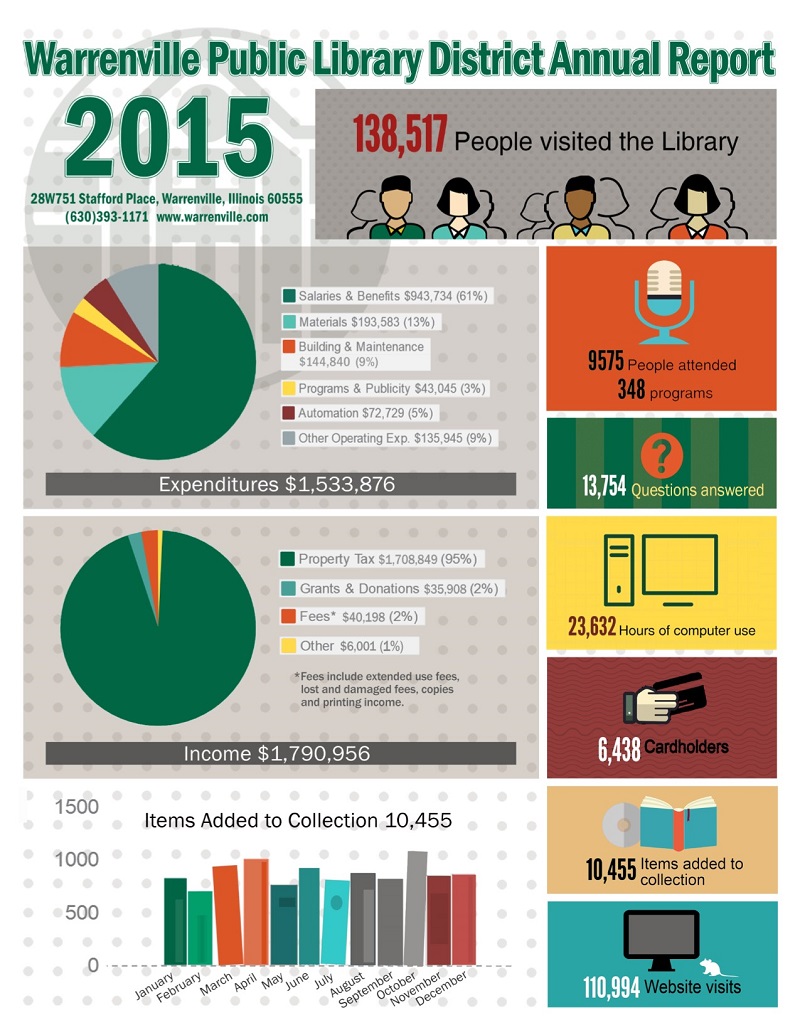 Warrenville Public Library District Annual Report
2015
28W751 Stafford Place, Warrenville, Illinois 60555
(630)393-1171 www.warrenville.com
138,517 People visited the Library
Salaries & Benefits $943,734 (61%)
Materials $193,583 (13%)
Building & Maintenance
$144,840 (9%)
Programs & Publicity $43,045 (3%)
Automation $72,729 (5%)
Other Operating Exp. $135,945 (9%)
Expenditures $1,533,876
9575 People attended
348 programs
?
13,754 Questions answered
Property Tax $1,708,849 (95%)
Grants & Donations $35,908 (2%)
Fees* $40,198 (2%)
Other $6,001 (1%)
*Fees include extended use fees,
lost and damaged fees, copies
and printing income.
Income $1,790,956
23,632 Hours of computer use
6,438 Cardholders
Items Added to Collection 10,455
1500
1000
500
0
January
February
March
April
May
June
July
August
September
October
November
December
10,455 Items added to
collection
110,994 Website visits